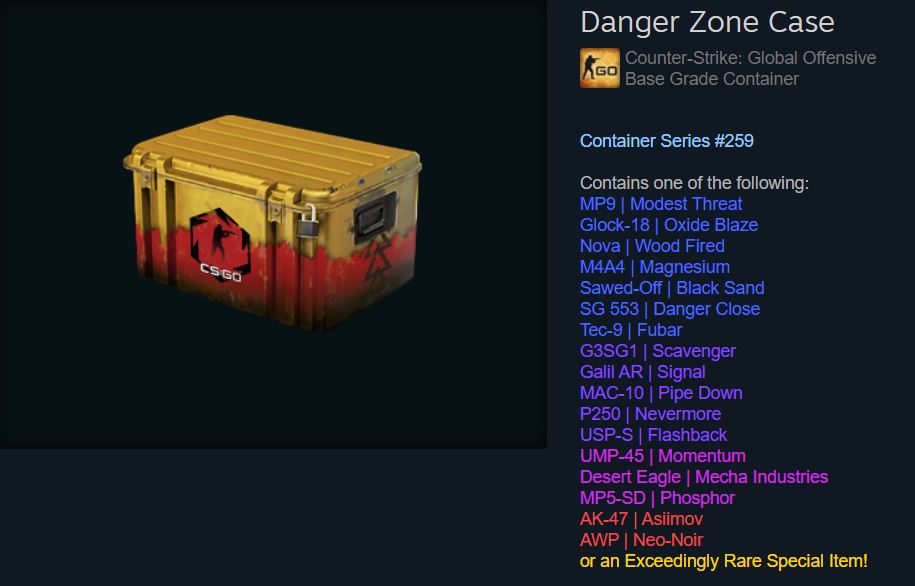 Danger Zone Case
GO
Counter-Strike: Global Offensive
Base Grade Container
Container Series #259
Contains one of the following:
MP9 | Modest Threat
Glock-18 | Oxide Blaze
Nova | Wood Fired
M4A4 | Magnesium
Sawed-Off | Black Sand
SG 553 | Danger Close
Tec-9 | Fubar
G3SG1 | Scavenger
Galil AR | Signal
MAC-10 | Pipe Down
P250 | Nevermore
USP-S | Flashback
UMP-45 | Momentum
Desert Eagle | Mecha Industries
MP5-SD | Phosphor
AK-47 | Asiimov
AWP | Neo-Noir
or an Exceedingly Rare Special Item!
CS:GO